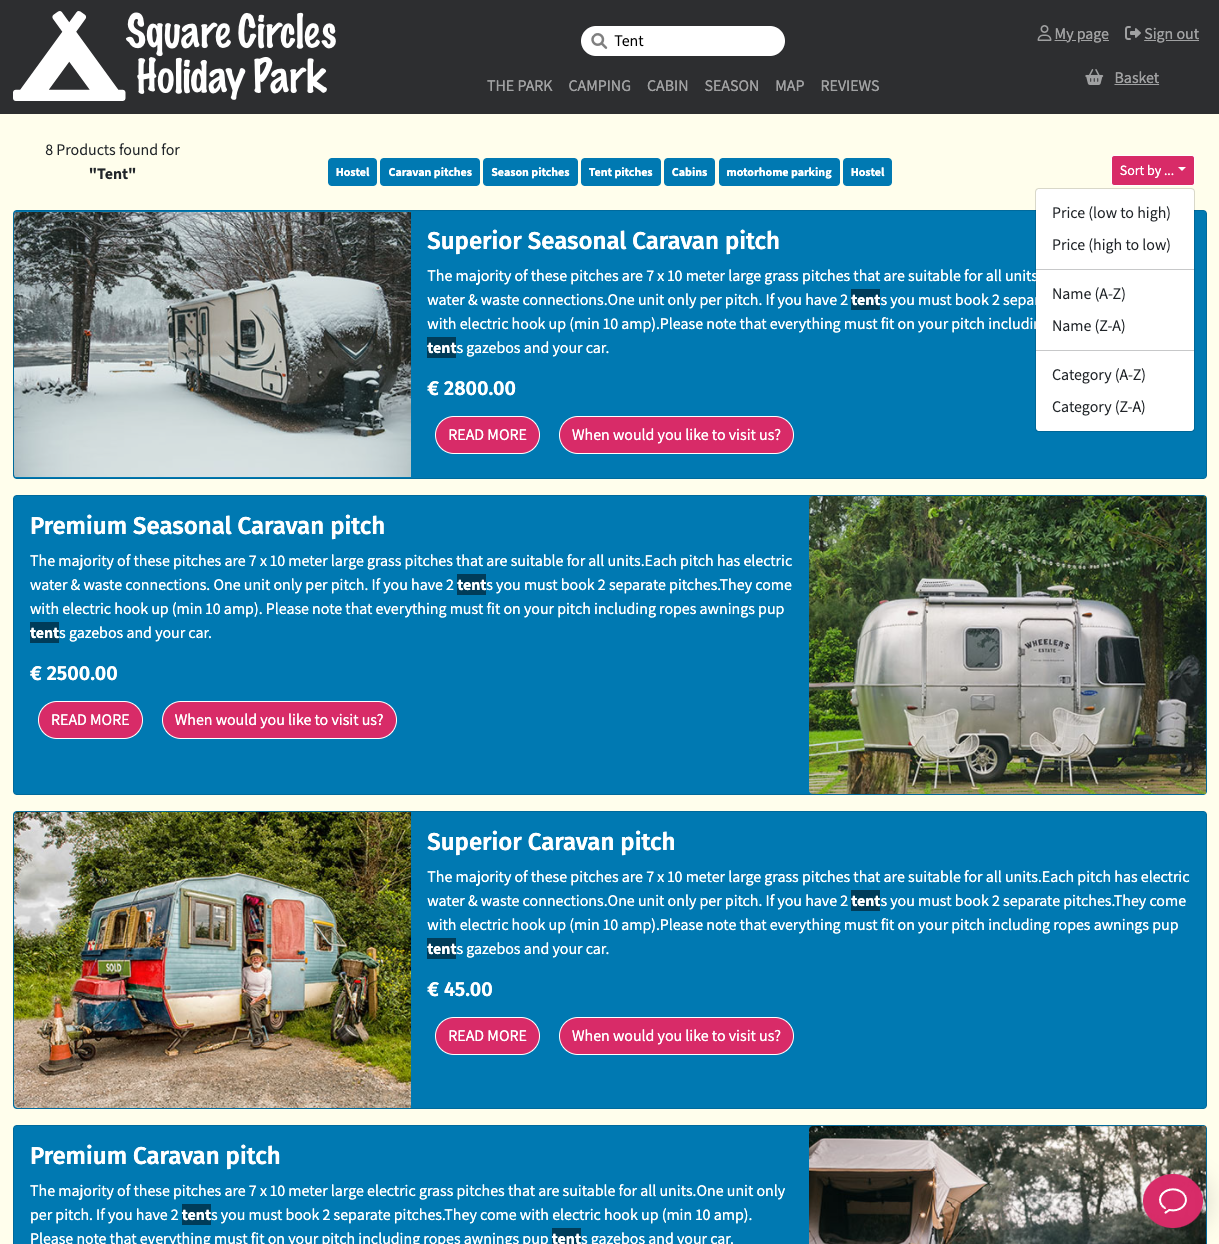 Square Circles
Holiday Park
Tent
My page
Sign out
Basket
THE PARK CAMPING CABIN SEASON MAP REVIEWS
8 Products found for
"Tent"
Hostel Caravan pitches Season pitches Tent pitches Cabins motorhome parking Hostel
Sort by ...
Price (low to high)
Price (high to low)
Name (A-Z)
Name (Z-A)
Category (A-Z)
Category (Z-A)
Superior Seasonal Caravan pitch
The majority of these pitches are 7 x 10 meter large grass pitches that are suitable for all units
water & waste connections.One unit only per pitch. If you have 2 tents you must book 2 separ
with electric hook up (min 10 amp).Please note that everything must fit on your pitch includin
tents gazebos and your car.
€ 2800.00
READ MORE When would you like to visit us?
Premium Seasonal Caravan pitch
The majority of these pitches are 7 x 10 meter large grass pitches that are suitable for all units.Each pitch has electric
water & waste connections. One unit only per pitch. If you have 2 tents you must book 2 separate pitches.They come
with electric hook up (min 10 amp). Please note that everything must fit on your pitch including ropes awnings pup
tents gazebos and your car.
€ 2500.00
READ MORE When would you like to visit us?
WHEELER'S
ESTATE
SOLD
Superior Caravan pitch
The majority of these pitches are 7 x 10 meter large grass pitches that are suitable for all units.Each pitch has electric
water & waste connections.One unit only per pitch. If you have 2 tents you must book 2 separate pitches.They come
with electric hook up (min 10 amp).Please note that everything must fit on your pitch including ropes awnings pup
tents gazebos and your car.
€ 45.00
READ MORE When would you like to visit us?
Premium Caravan pitch
The majority of these pitches are 7 x 10 meter large electric grass pitches that are suitable for all units.One unit only
per pitch. If you have 2 tents you must book 2 separate pitches.They come with electric hook up (min 10 amp).
Please note that everything must fit on your pitch including ropes awnings pup tents gazebos and your car.